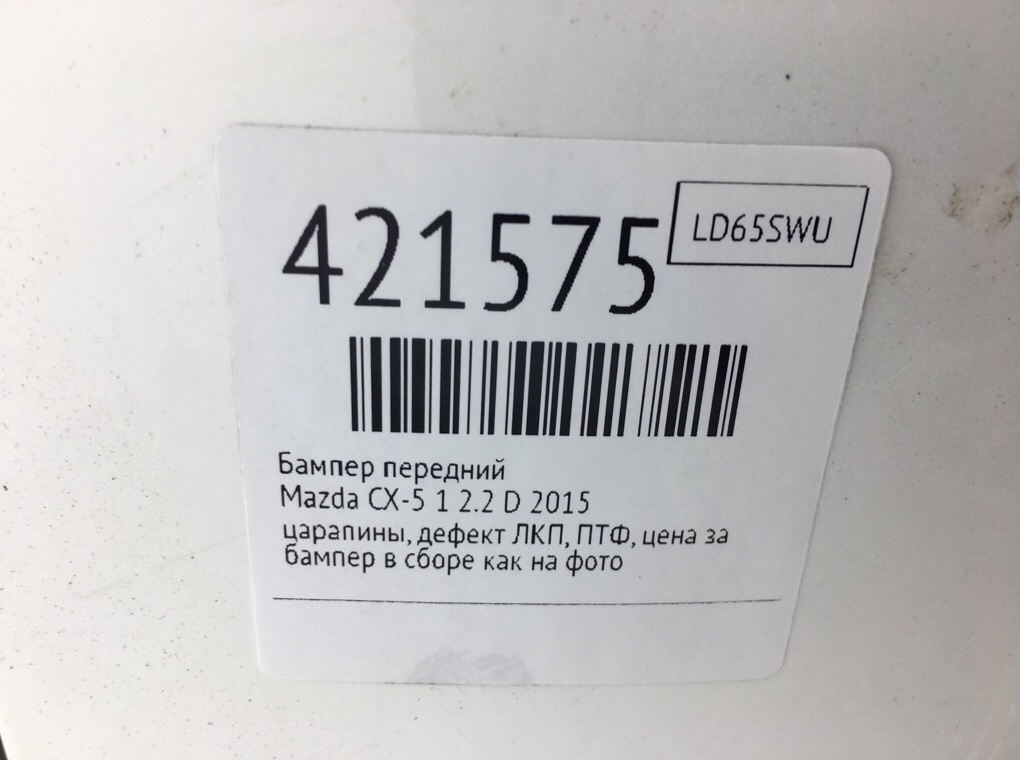 421575
LD65SWU
Бампер передний
Mazda CX-5 1 2.2 D 2015
царапины, дефект ЛКП, ПТФ, цена за
бампер в сборе как на фото